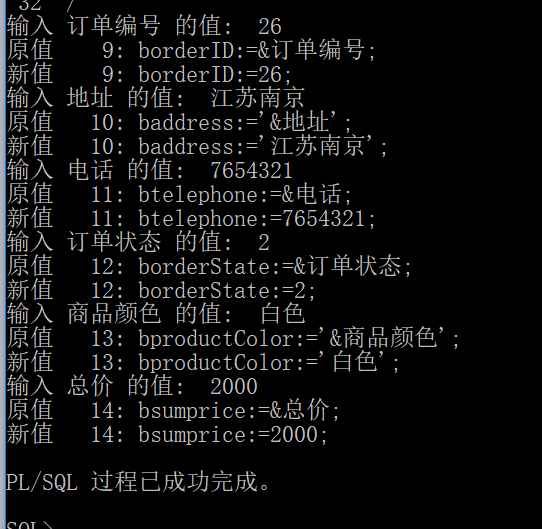 32  /
输入 订单编号 的值:  26
原值    9: borderID:=&订单编号;
新值    9: borderID:=26;
输入 地址 的值:  江苏南京
原值   10: baddress:='&地址';
新值   10: baddress:='江苏南京';
输入 电话 的值:  7654321
原值   11: btelephone:=&电话;
新值   11: btelephone:=7654321;
输入 订单状态 的值:  2
原值   12: borderState:=&订单状态;
新值   12: borderState:=2;
输入 商品颜色 的值:  白色
原值   13: bproductColor:='&商品颜色';
新值   13: bproductColor:='白色';
输入 总价 的值:  2000
原值   14: bsumprice:=&总价;
新值   14: bsumprice:=2000;
PL/SQL 过程已成功完成。
SQL>